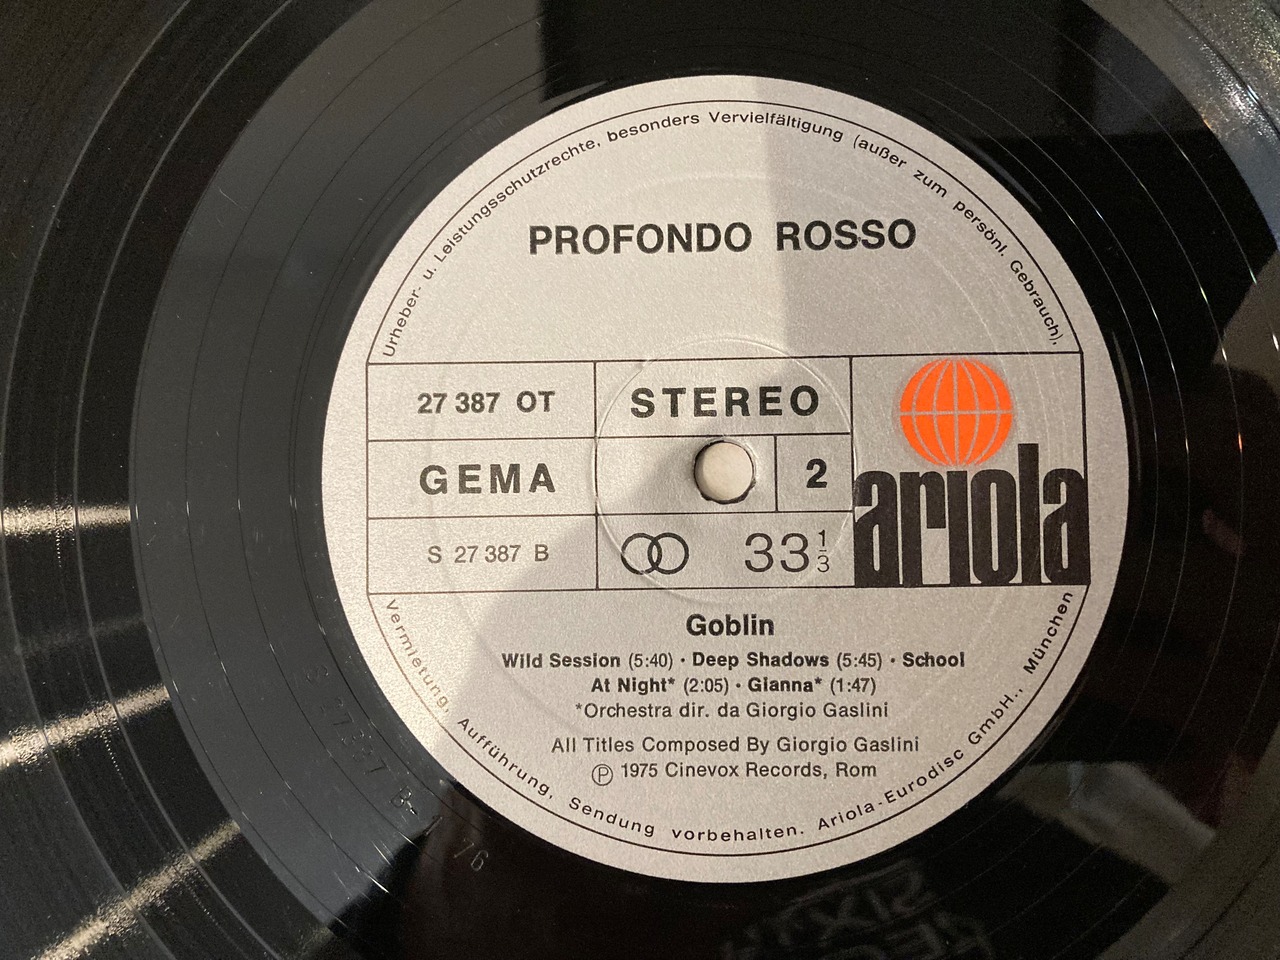 Urheber- u. Leistungsschutzrechte, besonders Vervielfältigung (außer zum persönl. Gebrauch),
PROFONDO ROSSO
27 387 OT
STEREO
GEMA
2
ariola
S 27 387 B
33 1/3
Goblin
Wild Session (5:40) · Deep Shadows (5:45) · School
At Night* (2:05) · Gianna* (1:47)
*Orchestra dir. da Giorgio Gaslini
All Titles Composed By Giorgio Gaslini
Ⓟ 1975 Cinevox Records, Rom
Vermietung, Aufführung, Sendung vorbehalten. Ariola-Eurodisc GmbH., München